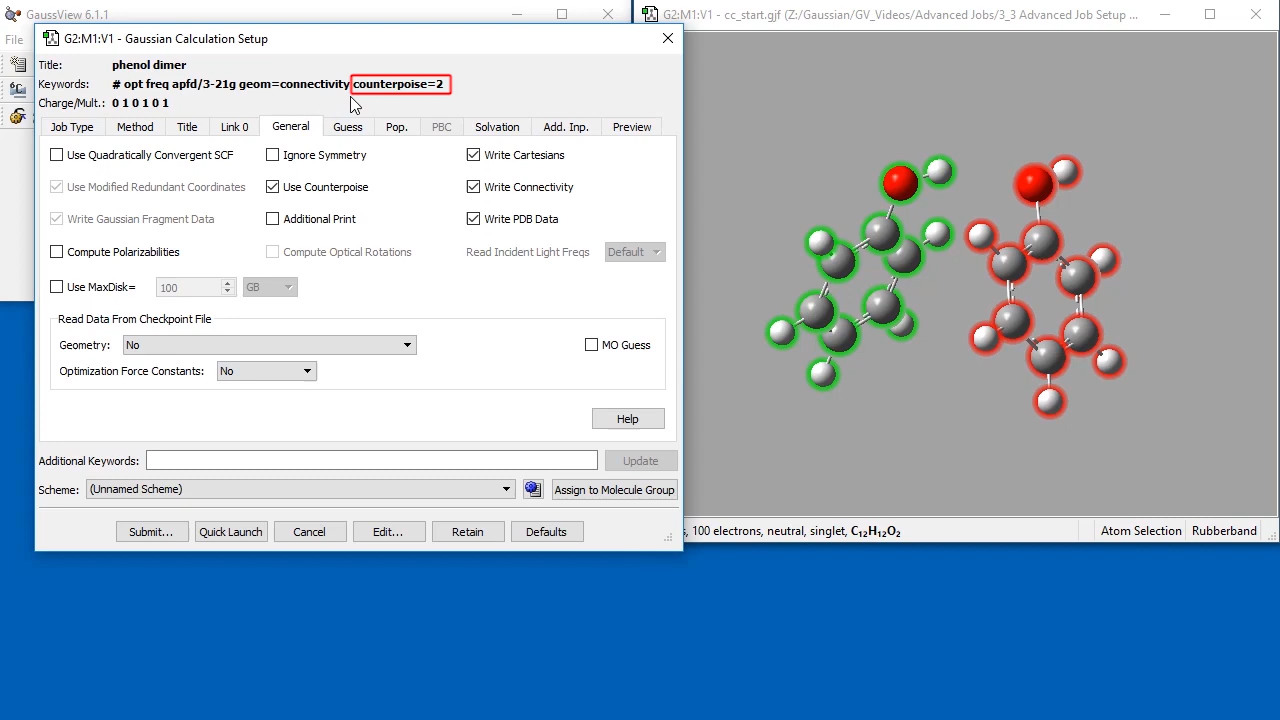 GaussView 6.1.1
G2:M1:V1 - cc_start.gjf (Z:/Gaussian/GV_Videos/Advanced Jobs/3_3 Advanced Job Setup ...
File
G2:M1:V1 - Gaussian Calculation Setup
Title: phenol dimer
Keywords: # opt freq apfd/3-21g geom=connectivity counterpoise=2
Charge/Mult.: 0 1 0 1 0 1
Job Type Method Title Link 0 General Guess Pop. PBC Solvation Add. Inp. Preview
Use Quadratically Convergent SCF Ignore Symmetry Write Cartesians
Use Modified Redundant Coordinates Use Counterpoise Write Connectivity
Write Gaussian Fragment Data Additional Print Write PDB Data
Compute Polarizabilities Compute Optical Rotations Read Incident Light Freqs Default
Use MaxDisk= 100 GB
Read Data From Checkpoint File
Geometry: No MO Guess
Optimization Force Constants: No
Help
Additional Keywords: Update
Scheme: (Unnamed Scheme) Assign to Molecule Group
Submit... Quick Launch Cancel Edit... Retain Defaults
, 100 electrons, neutral, singlet, C₁₂H₁₂O₂ Atom Selection Rubberband